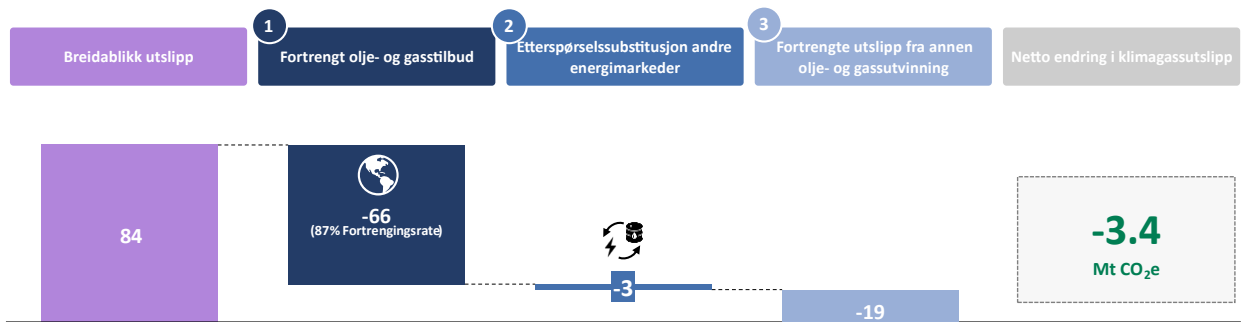 1
2
3
Breidablikk utslipp
Fortrengt olje- og gasstilbud
Etterspørselssubstitusjon andre
energimarkeder
Fortrengte utslipp fra annen
olje- og gassutvinning
Netto endring i klimagassutslipp
84
-66
(87% Fortrengingsrate)
-3
-19
-3.4
Mt CO₂e